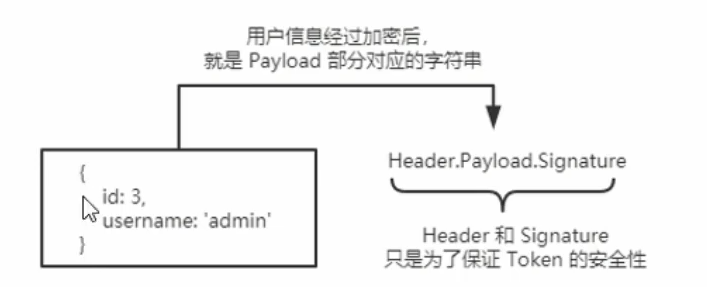 用户信息经过加密后，
就是 Payload 部分对应的字符串
{
id: 3,
username: 'admin'
}
Header.Payload.Signature
Header 和 Signature
只是为了保证 Token 的安全性